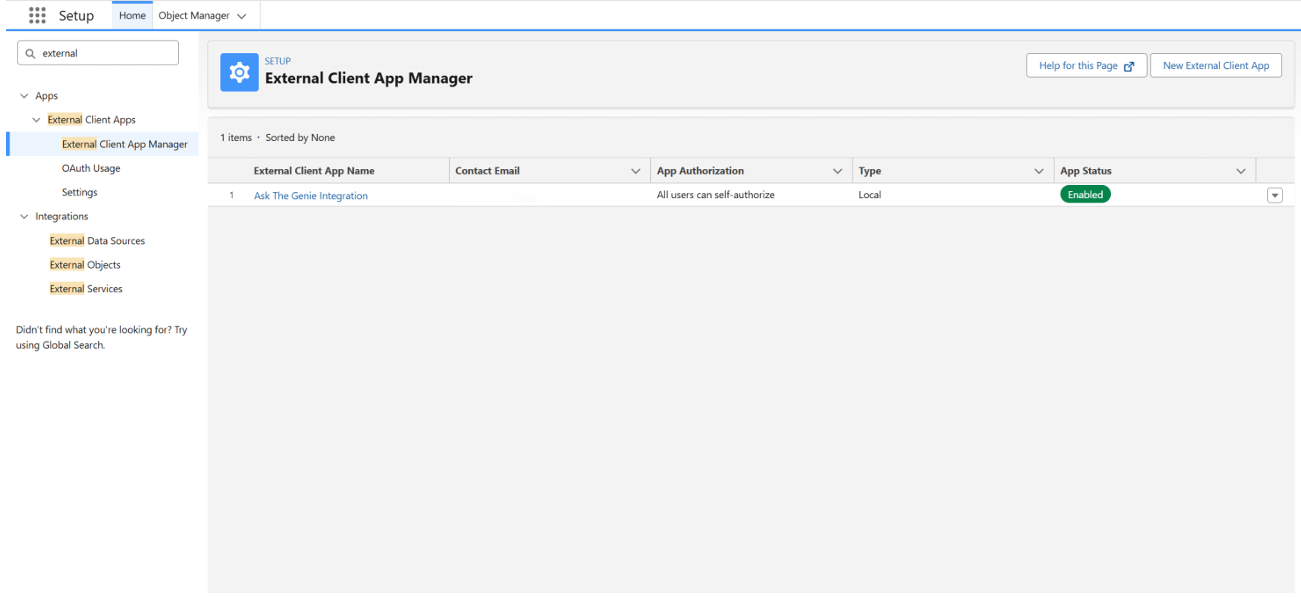 Setup
Home
Object Manager
external
Apps
External Client Apps
External Client App Manager
OAuth Usage
Settings
Integrations
External Data Sources
External Objects
External Services
Didn't find what you're looking for? Try
using Global Search.
SETUP
External Client App Manager
Help for this Page
New External Client App
1 items · Sorted by None
External Client App Name Contact Email App Authorization Type App Status
1 Ask The Genie Integration All users can self-authorize Local Enabled